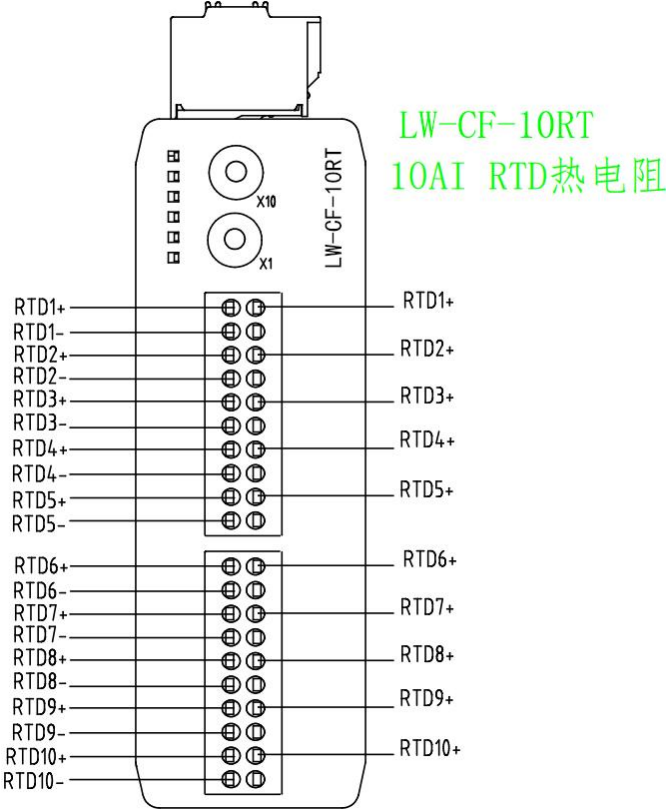 LW-CF-10RT
10AI RTD热电阻
X10
X1
LW-CF-10RT
RTD1+
RTD1-
RTD2+
RTD2-
RTD3+
RTD3-
RTD4+
RTD4-
RTD5+
RTD5-
RTD1+
RTD2+
RTD3+
RTD4+
RTD5+
RTD6+
RTD6-
RTD7+
RTD7-
RTD8+
RTD8-
RTD9+
RTD9-
RTD10+
RTD10-
RTD6+
RTD7+
RTD8+
RTD9+
RTD10+